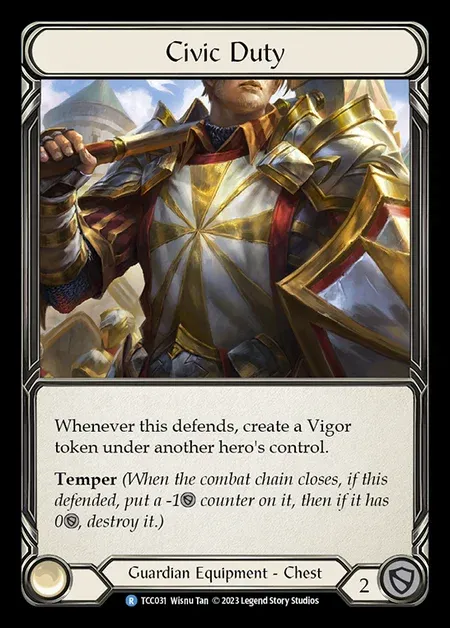 Civic Duty
Whenever this defends, create a Vigor
token under another hero's control.
Temper (When the combat chain closes, if this
defended, put a -1 counter on it, then if it has
0, destroy it.)
Guardian Equipment - Chest
2
R TCC031 Wisnu Tan © 2023 Legend Story Studios